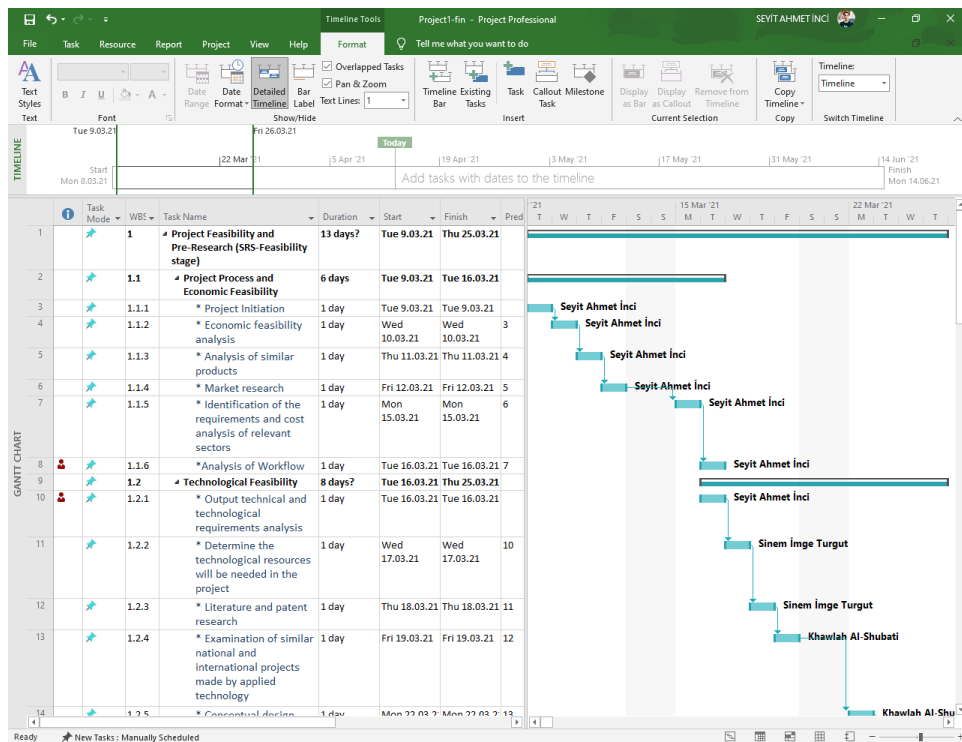 Timeline Tools
Project1-fin - Project Professional
SEYİT AHMET İNCİ
File Task Resource Report Project View Help Format Tell me what you want to do
Text Styles
B I U A
Date Range
Date Format
Detailed Timeline
Bar Label
Overlapped Tasks
Pan & Zoom
Text Lines: 1
Timeline Bar
Existing Tasks
Task
Callout Task
Milestone
Display as Bar
Display as Callout
Remove from Timeline
Copy Timeline
Timeline:
Timeline
Text Font Show/Hide Insert Current Selection Copy Switch Timeline
TIMELINE
Tue 9.03.21 Fri 26.03.21
Today
22 Mar '21 5 Apr '21 19 Apr '21 3 May '21 17 May '21 31 May '21 14 Jun '21
Start
Mon 8.03.21
Add tasks with dates to the timeline
Finish
Mon 14.06.21
GANTT CHART
Task Mode WBS Task Name Duration Start Finish Pred
'21 15 Mar '21 22 Mar '21
T W T F S S M T W T F S S M T W T
1 1 Project Feasibility and 13 days? Tue 9.03.21 Thu 25.03.21
Pre-Research (SRS-Feasibility
stage)
2 1.1 Project Process and 6 days Tue 9.03.21 Tue 16.03.21
Economic Feasibility
3 1.1.1 * Project Initiation 1 day Tue 9.03.21 Tue 9.03.21 Seyit Ahmet İnci
4 1.1.2 * Economic feasibility 1 day Wed Wed 3 Seyit Ahmet İnci
analysis 10.03.21 10.03.21
5 1.1.3 * Analysis of similar 1 day Thu 11.03.21 Thu 11.03.21 4 Seyit Ahmet İnci
products
6 1.1.4 * Market research 1 day Fri 12.03.21 Fri 12.03.21 5 Seyit Ahmet İnci
7 1.1.5 * Identification of the 1 day Mon Mon 6 Seyit Ahmet İnci
requirements and cost 15.03.21 15.03.21
analysis of relevant
sectors
8 1.1.6 *Analysis of Workflow 1 day Tue 16.03.21 Tue 16.03.21 7 Seyit Ahmet İnci
9 1.2 Technological Feasibility 8 days? Tue 16.03.21 Thu 25.03.21
10 1.2.1 * Output technical and 1 day Tue 16.03.21 Tue 16.03.21 Seyit Ahmet İnci
technological
requirements analysis
11 1.2.2 * Determine the 1 day Wed Wed 10 Sinem İmge Turgut
technological resources 17.03.21 17.03.21
will be needed in the
project
12 1.2.3 * Literature and patent 1 day Thu 18.03.21 Thu 18.03.21 11 Sinem İmge Turgut
research
13 1.2.4 * Examination of similar 1 day Fri 19.03.21 Fri 19.03.21 12 Khawlah Al-Shubati
national and
international projects
made by applied
technology
14 1.2.5 * Conceptual design 1 day Mon 22.03.2 Mon 22.03.2 13 Khawlah Al-Shu
Ready New Tasks : Manually Scheduled